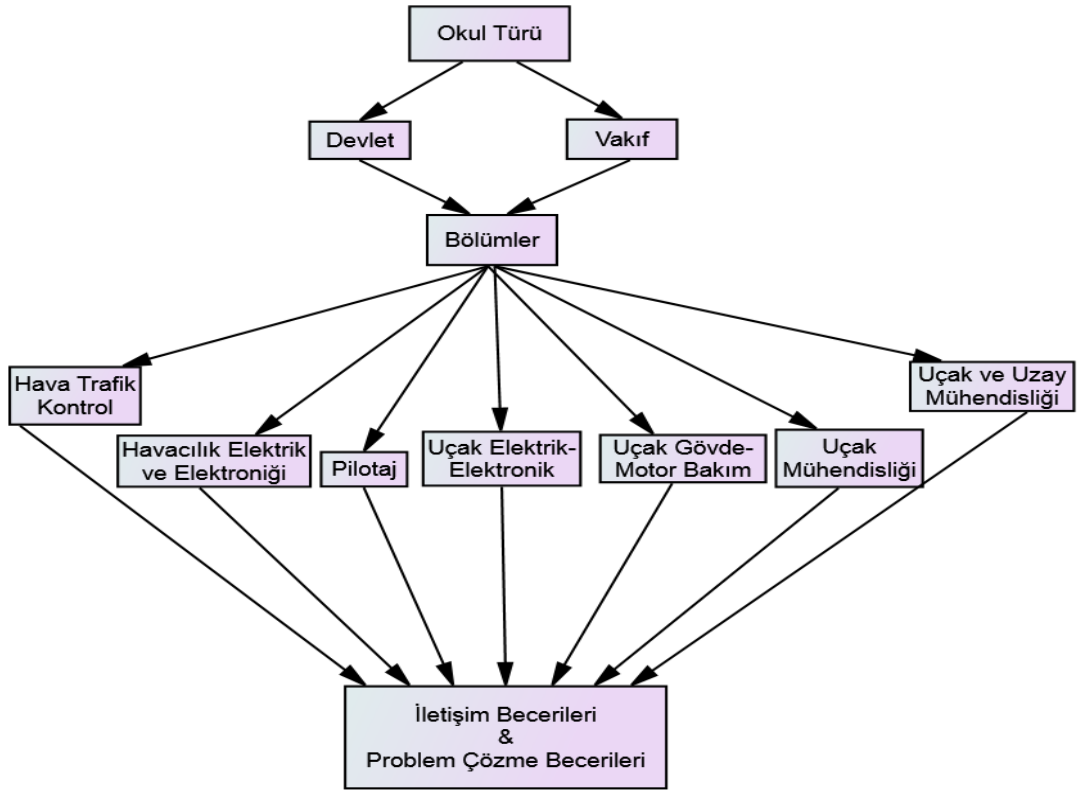 Okul Türü
Devlet
Vakıf
Bölümler
Hava Trafik
Kontrol
Havacılık Elektrik
ve Elektroniği
Pilotaj
Uçak Elektrik-
Elektronik
Uçak Gövde-
Motor Bakım
Uçak
Mühendisliği
Uçak ve Uzay
Mühendisliği
İletişim Becerileri
&
Problem Çözme Becerileri